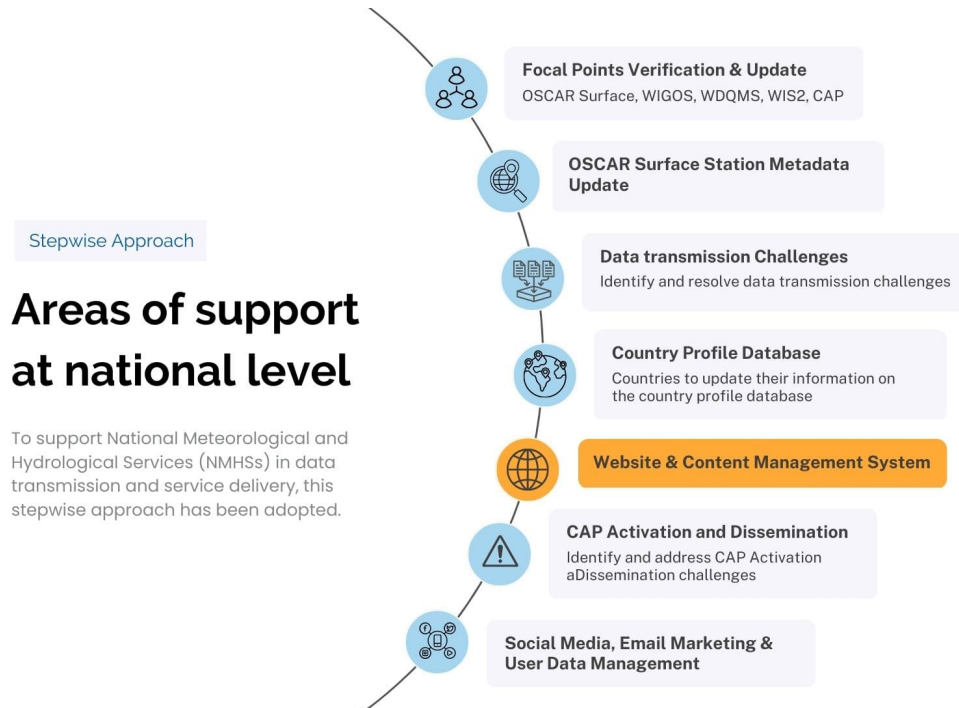 Stepwise Approach
Areas of support
at national level
To support National Meteorological and
Hydrological Services (NMHSs) in data
transmission and service delivery, this
stepwise approach has been adopted.
Focal Points Verification & Update
OSCAR Surface, WIGOS, WDQMS, WIS2, CAP
OSCAR Surface Station Metadata
Update
Data transmission Challenges
Identify and resolve data transmission challenges
Country Profile Database
Countries to update their information on
the country profile database
Website & Content Management System
CAP Activation and Dissemination
Identify and address CAP Activation
aDissemination challenges
Social Media, Email Marketing &
User Data Management